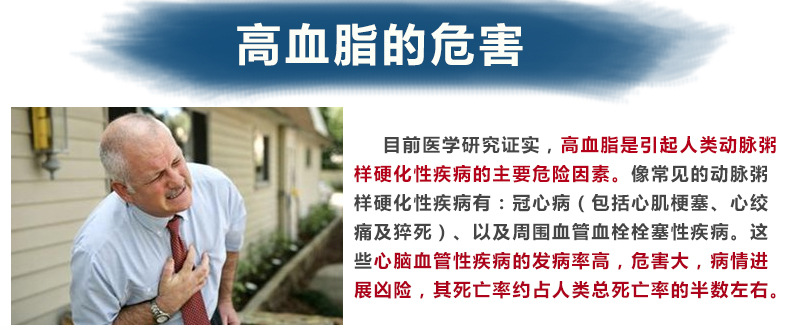 高血脂的危害
目前医学研究证实，高血脂是引起人类动脉粥
样硬化性疾病的主要危险因素。像常见的动脉粥
样硬化性疾病有：冠心病（包括心肌梗塞、心绞
痛及猝死）、以及周围血管血栓栓塞性疾病。这
些心脑血管性疾病的发病率高，危害大，病情进
展凶险，其死亡率约占人类总死亡率的半数左右。